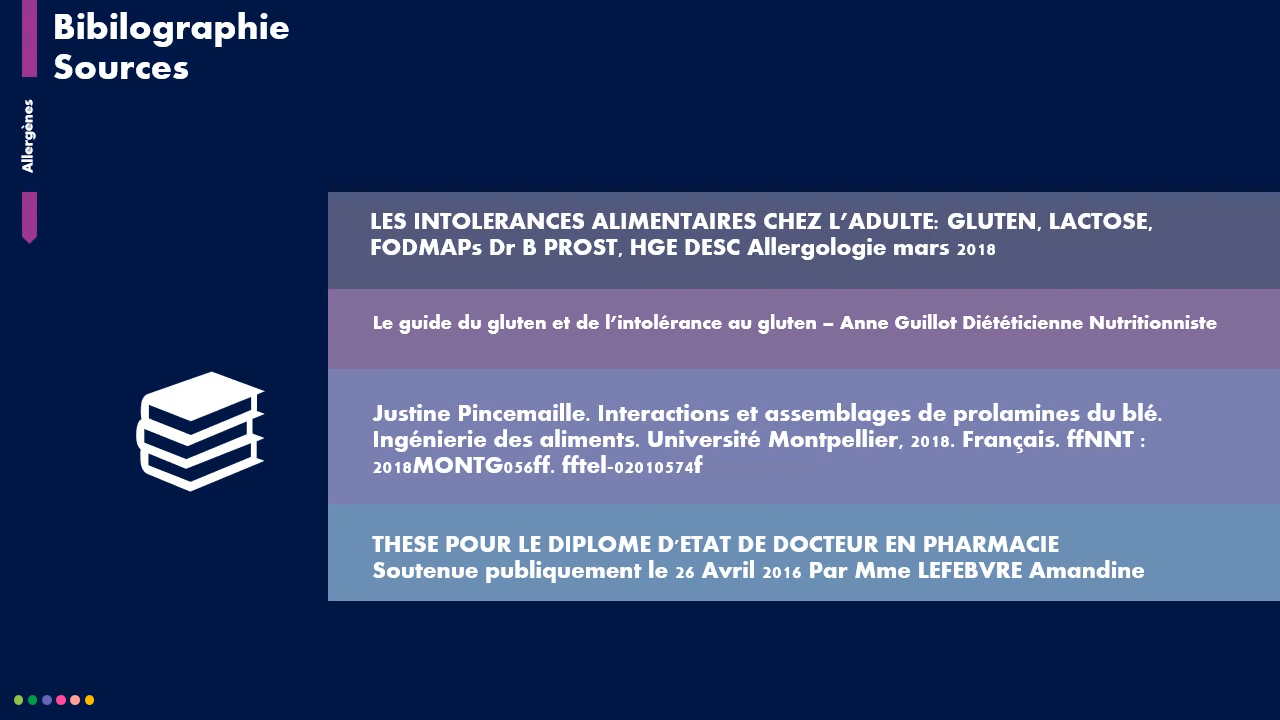 Bibilographie
Sources
Allergènes
LES INTOLERANCES ALIMENTAIRES CHEZ L’ADULTE: GLUTEN, LACTOSE,
FODMAPs Dr B PROST, HGE DESC Allergologie mars 2018
Le guide du gluten et de l’intolérance au gluten – Anne Guillot Diététicienne Nutritionniste
Justine Pincemaille. Interactions et assemblages de prolamines du blé.
Ingénierie des aliments. Université Montpellier, 2018. Français. ffNNT :
2018MONTG056ff. fftel-02010574f
THESE POUR LE DIPLOME D'ETAT DE DOCTEUR EN PHARMACIE
Soutenue publiquement le 26 Avril 2016 Par Mme LEFEBVRE Amandine